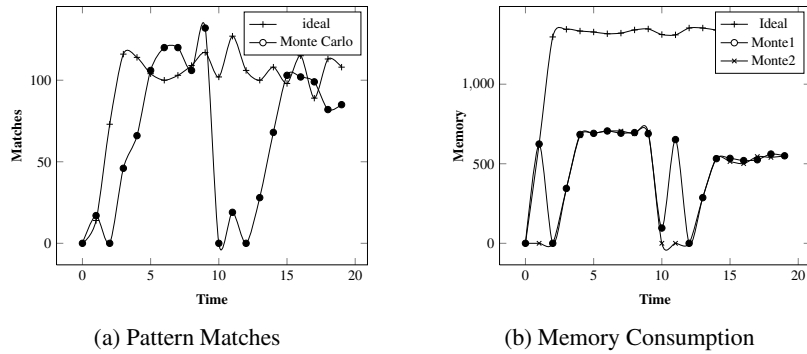 ideal
Monte Carlo
100
50
0
0
5
10
15
20
Matches
Time
(a) Pattern Matches
Ideal
Monte1
Monte2
1,000
500
0
0
5
10
15
20
Memory
Time
(b) Memory Consumption